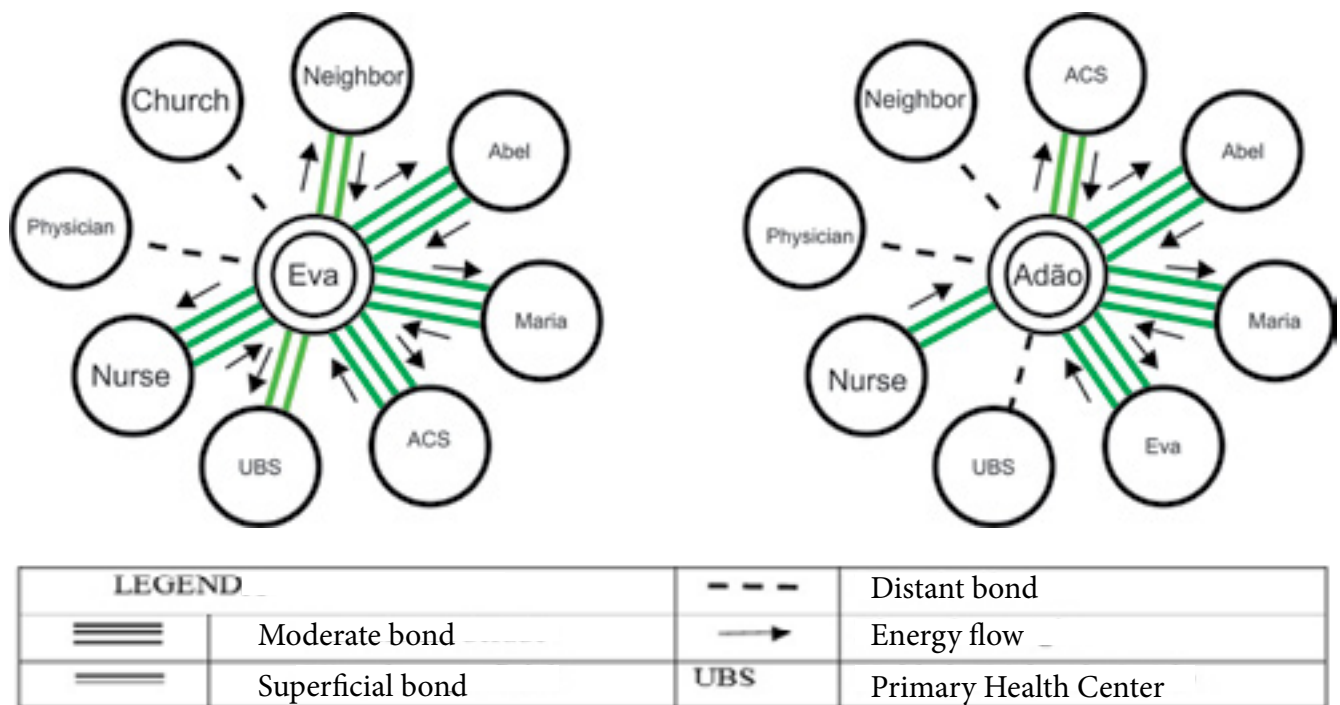 Church
Neighbor
Abel
Physician
Eva
Maria
Nurse
UBS
ACS
Neighbor
ACS
Abel
Physician
Adão
Maria
Nurse
UBS
Eva
LEGEND
Distant bond
Moderate bond
Energy flow
Superficial bond
UBS
Primary Health Center